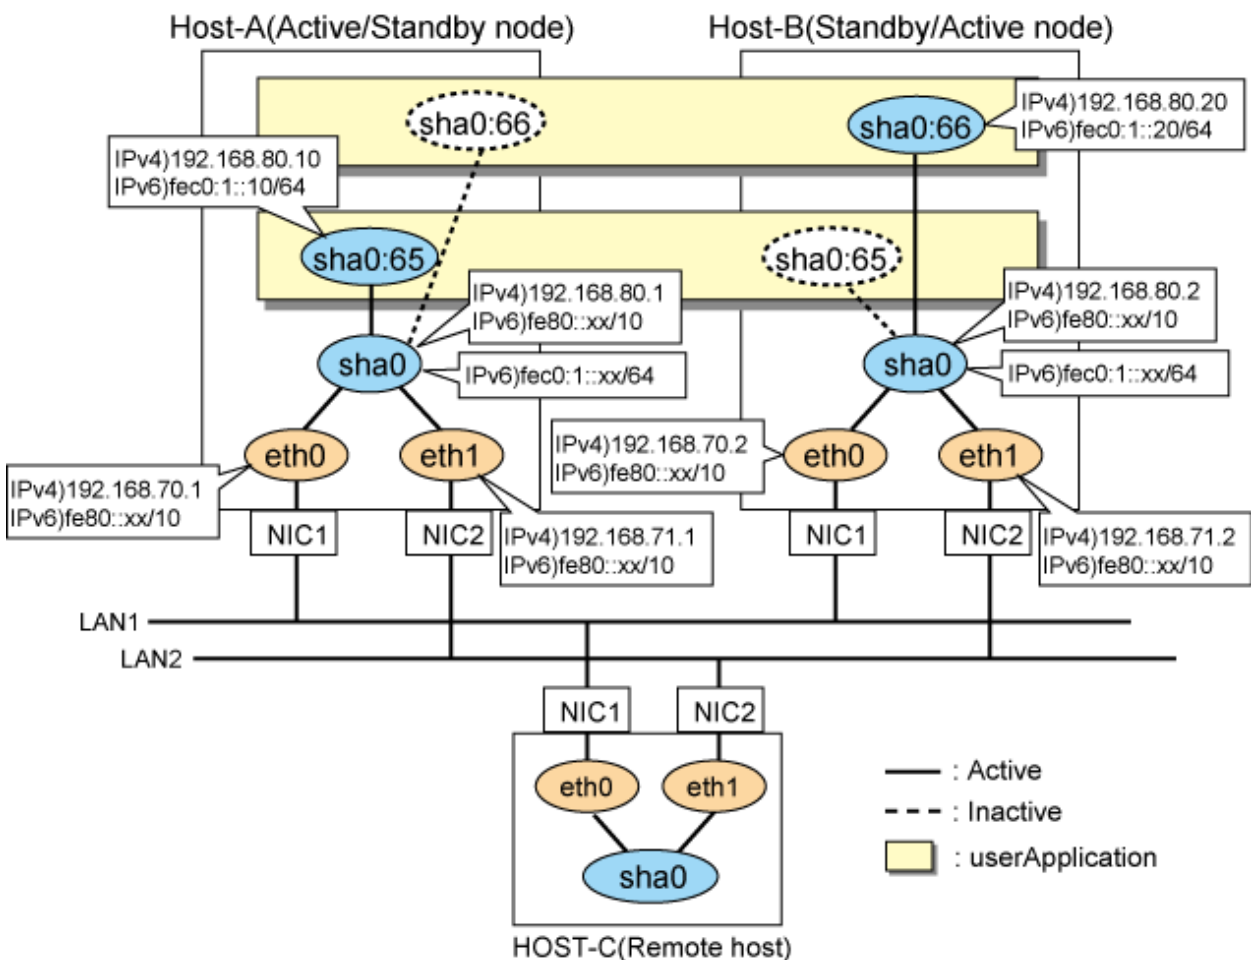 Host-A(Active/Standby node)
Host-B(Standby/Active node)
sha0:66
sha0:66
IPv4)192.168.80.20
IPv6)fec0:1::20/64
IPv4)192.168.80.10
IPv6)fec0:1::10/64
sha0:65
sha0:65
IPv4)192.168.80.1
IPv6)fe80::xx/10
IPv4)192.168.80.2
IPv6)fe80::xx/10
sha0
IPv6)fec0:1::xx/64
sha0
IPv6)fec0:1::xx/64
eth0
eth1
IPv4)192.168.70.2
IPv6)fe80::xx/10
eth0
eth1
IPv4)192.168.70.1
IPv6)fe80::xx/10
NIC1
NIC2
IPv4)192.168.71.1
IPv6)fe80::xx/10
NIC1
NIC2
IPv4)192.168.71.2
IPv6)fe80::xx/10
LAN1
LAN2
NIC1
NIC2
eth0
eth1
sha0
HOST-C(Remote host)
: Active
: Inactive
: userApplication